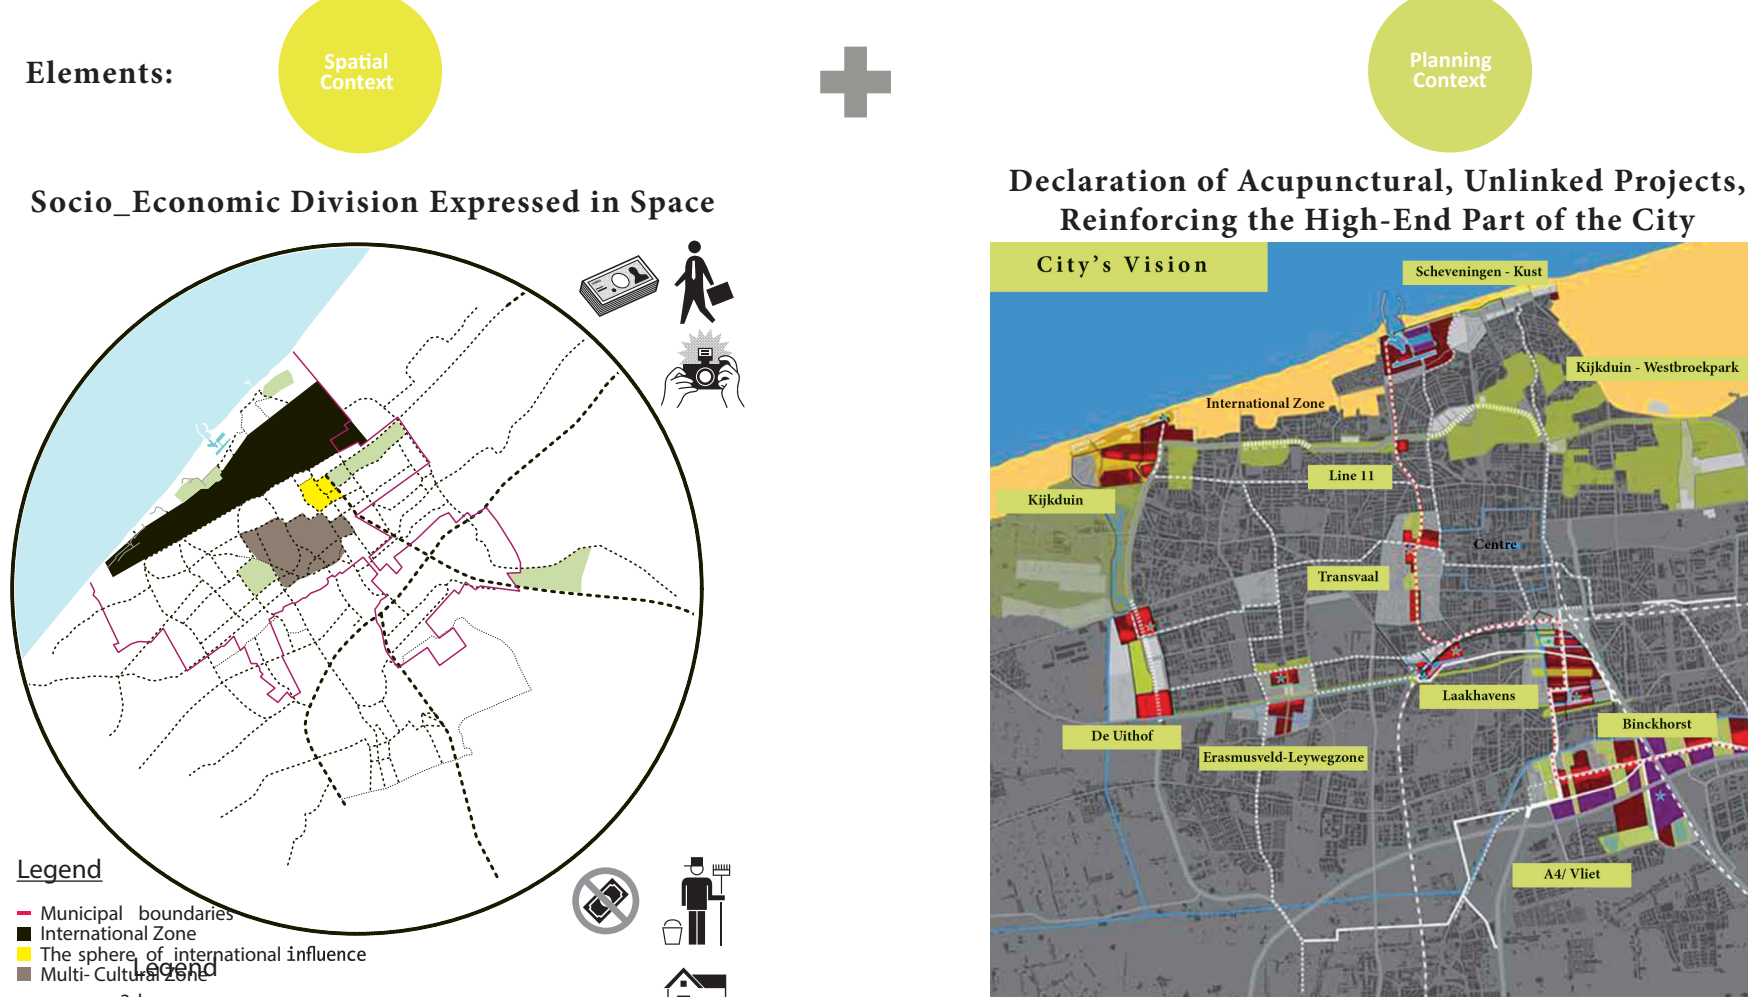 Elements:
Spatial
Context
Planning
Context
Socio_Economic Division Expressed in Space
Declaration of Acupunctural, Unlinked Projects,
Reinforcing the High-End Part of the City
City's Vision
Scheveningen - Kust
Kijkduin - Westbroekpark
International Zone
Line 11
Kijkduin
Centre
Transvaal
Laakhavens
Binckhorst
De Uithof
Erasmusveld-Leywegzone
A4/ Vliet
Legend
Municipal boundaries
International Zone
The sphere of international influence
Multi- Cultural Zone
Legend